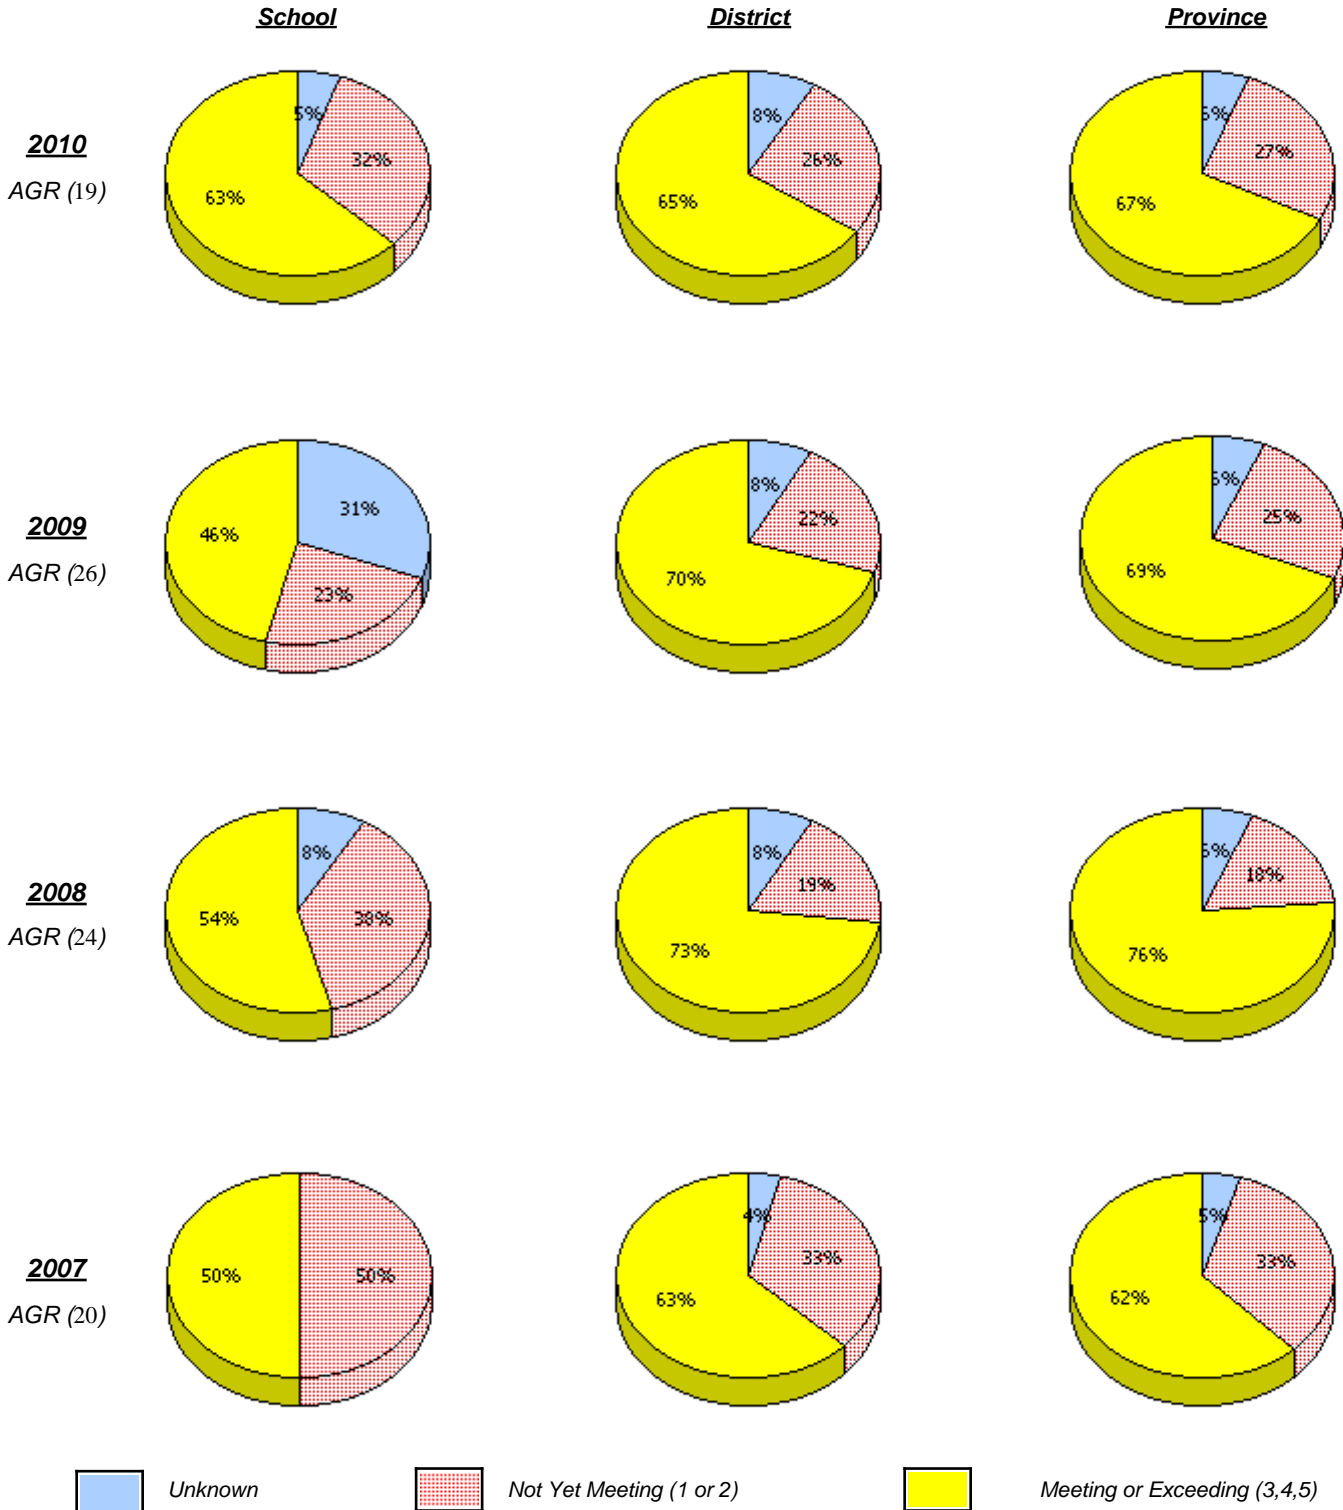 School District Province
5% 8% 6%
2010
32% 26% 27%
AGR (19)
63% 65% 67%
31% 8% 6%
2009
46% 22% 25%
AGR (26)
23% 70% 69%
8% 8% 6%
2008
54% 38% 19% 18%
AGR (24)
73% 76%
4% 5%
2007
50% 50% 33% 33%
AGR (20)
63% 62%
Unknown Not Yet Meeting (1 or 2) Meeting or Exceeding (3,4,5)